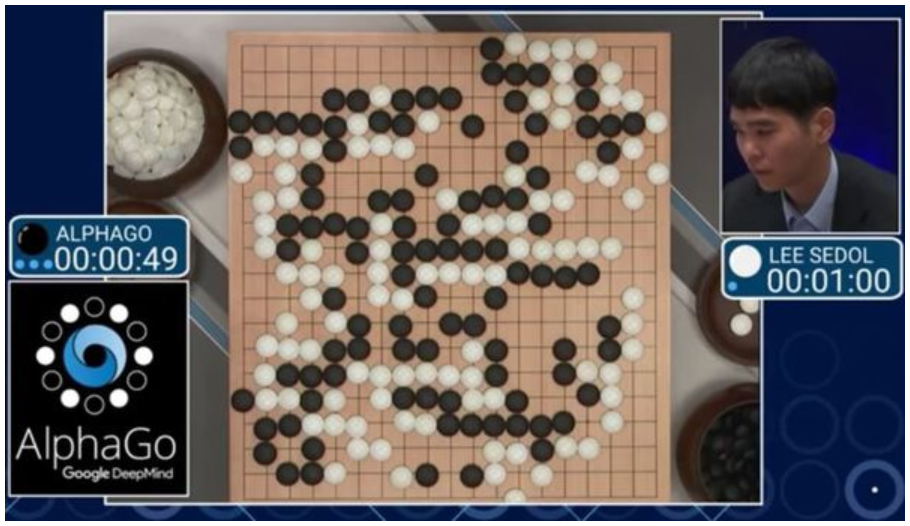 ALPHAGO
00:00:49
AlphaGo
Google DeepMind
LEE SEDOL
00:01:00